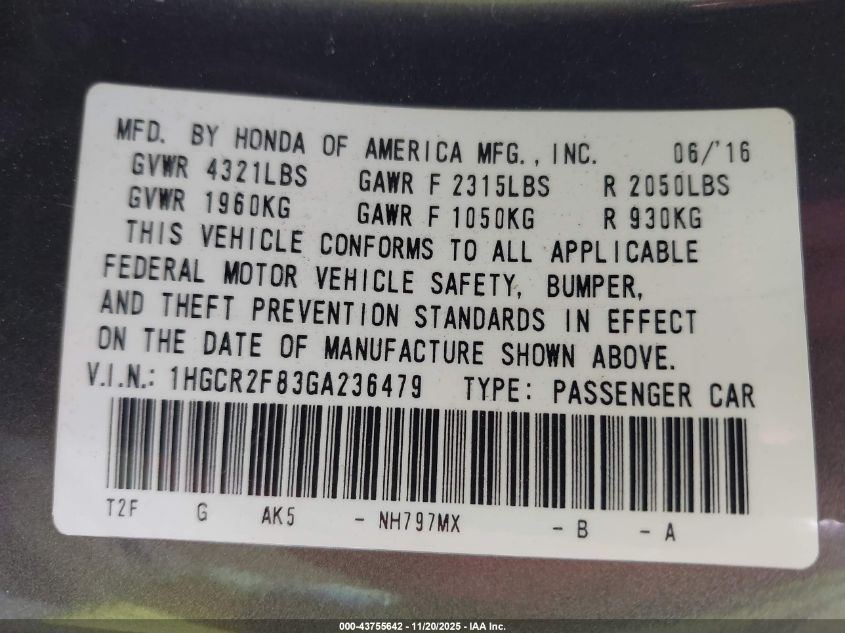 MFD. BY HONDA OF AMERICA MFG., INC. 06/'16
GVWR 4321LBS GAWR F 2315LBS R 2050LBS
GVWR 1960KG GAWR F 1050KG R 930KG
THIS VEHICLE CONFORMS TO ALL APPLICABLE
FEDERAL MOTOR VEHICLE SAFETY, BUMPER,
AND THEFT PREVENTION STANDARDS IN EFFECT
ON THE DATE OF MANUFACTURE SHOWN ABOVE.
V.I.N.: 1HGCR2F83GA236479 TYPE: PASSENGER CAR
T2F G AK5 - NH797MX - B - A
000-43755642 - 11/20/2025 - IAA Inc.